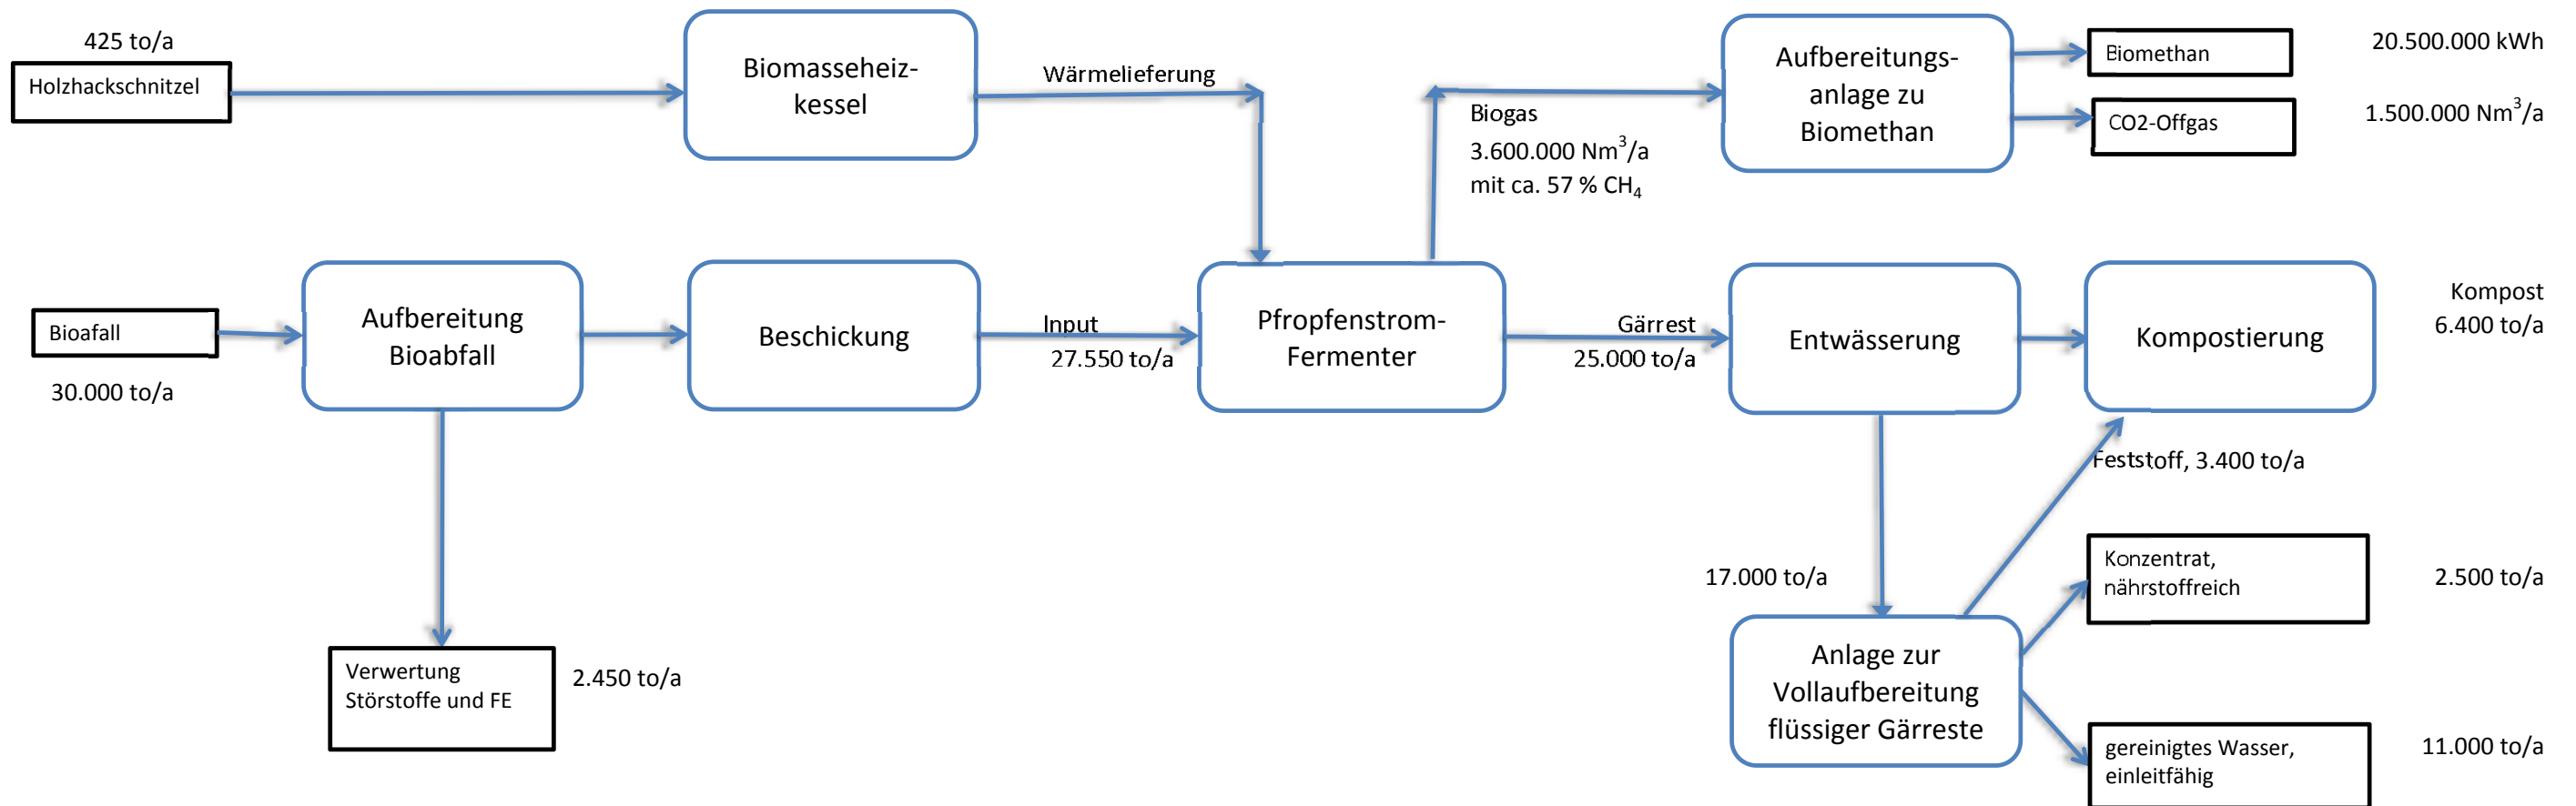 425 to/a
Holzhackschnitzel
Biomasseheiz-
kessel
Wärmelieferung
Biogas
3.600.000 Nm³/a
mit ca. 57 % CH₄
Aufbereitungs-
anlage zu
Biomethan
Biomethan
20.500.000 kWh
CO2-Offgas
1.500.000 Nm³/a
Bioafall
30.000 to/a
Aufbereitung
Bioabfall
Beschickung
Input
27.550 to/a
Pfropfenstrom-
Fermenter
Gärrest
25.000 to/a
Entwässerung
Kompostierung
Kompost
6.400 to/a
Feststoff, 3.400 to/a
17.000 to/a
Verwertung
Störstoffe und FE
2.450 to/a
Anlage zur
Vollaufbereitung
flüssiger Gärreste
Konzentrat,
nährstoffreich
2.500 to/a
gereinigtes Wasser,
einleitfähig
11.000 to/a